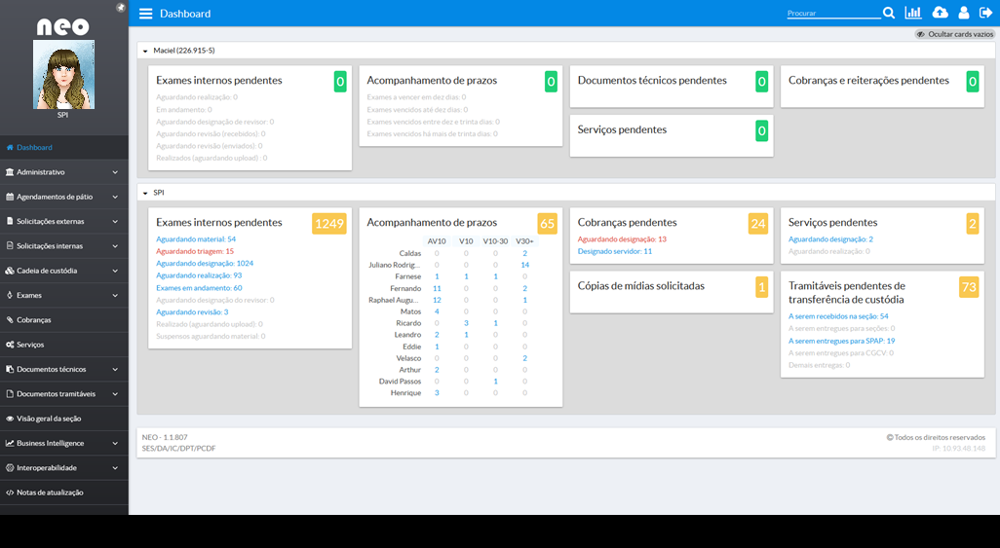 neo
SPI
Dashboard
Administrativo
Agendamentos de pátio
Solicitações externas
Solicitações internas
Cadeia de custódia
Exames
Cobranças
Serviços
Documentos técnicos
Documentos tramitáveis
Visão geral da seção
Business Intelligence
Interoperabilidade
Notas de atualização
Dashboard
Procurar
Ocultar cards vazios
Maciel (226.915-5)
Exames internos pendentes 0
Aguardando realização: 0
Em andamento: 0
Aguardando designação de revisor: 0
Aguardando revisão (recebidos): 0
Aguardando revisão (enviados): 0
Realizados (aguardando upload) : 0
Acompanhamento de prazos 0
Exames a vencer em dez dias: 0
Exames vencidos até dez dias: 0
Exames vencidos entre dez e trinta dias: 0
Exames vencidos há mais de trinta dias: 0
Documentos técnicos pendentes 0
Serviços pendentes 0
Cobranças e reiterações pendentes 0
SPI
Exames internos pendentes 1249
Aguardando material: 54
Aguardando triagem: 15
Aguardando designação: 1024
Aguardando realização: 93
Exames em andamento: 60
Aguardando designação do revisor: 0
Aguardando revisão: 3
Realizado (aguardando upload): 0
Suspensos aguardando material: 0
Acompanhamento de prazos 65
AV10 V10 V10-30 V30+
Caldas 0 0 0 2
Juliano Rodrig... 0 0 0 14
Farnese 1 1 1 0
Fernando 11 0 0 2
Raphael Augu... 12 0 0 1
Matos 4 0 0 0
Ricardo 0 3 1 0
Leandro 2 1 0 0
Eddie 1 0 0 0
Velasco 0 0 0 2
Arthur 2 0 0 0
David Passos 0 0 1 0
Henrique 3 0 0 0
Cobranças pendentes 24
Aguardando designação: 13
Designado servidor: 11
Cópias de mídias solicitadas 1
Serviços pendentes 2
Aguardando designação: 2
Aguardando realização: 0
Tramitáveis pendentes de 73
transferência de custódia
A serem recebidos na seção: 54
A serem entregues para seções: 0
A serem entregues para SPAP: 19
A serem entregues para CGCV: 0
Demais entregas: 0
NEO - 1.1.807
SES/DA/IC/DPT/PCDF
© Todos os direitos reservados
IP: 10.93.48.148